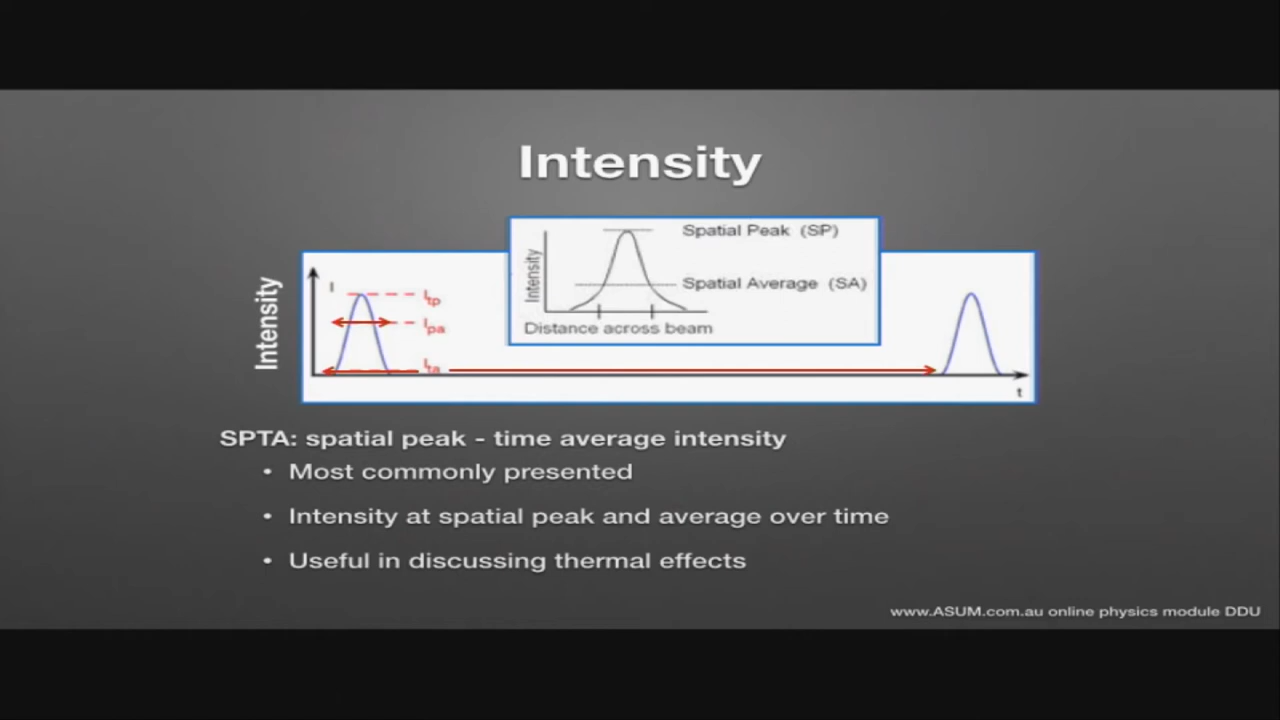 Intensity
Spatial Peak (SP)
Spatial Average (SA)
Intensity
Distance across beam
Intensity
I
Itp
Ipa
Ita
t
SPTA: spatial peak - time average intensity
• Most commonly presented
• Intensity at spatial peak and average over time
• Useful in discussing thermal effects
www.ASUM.com.au online physics module DDU